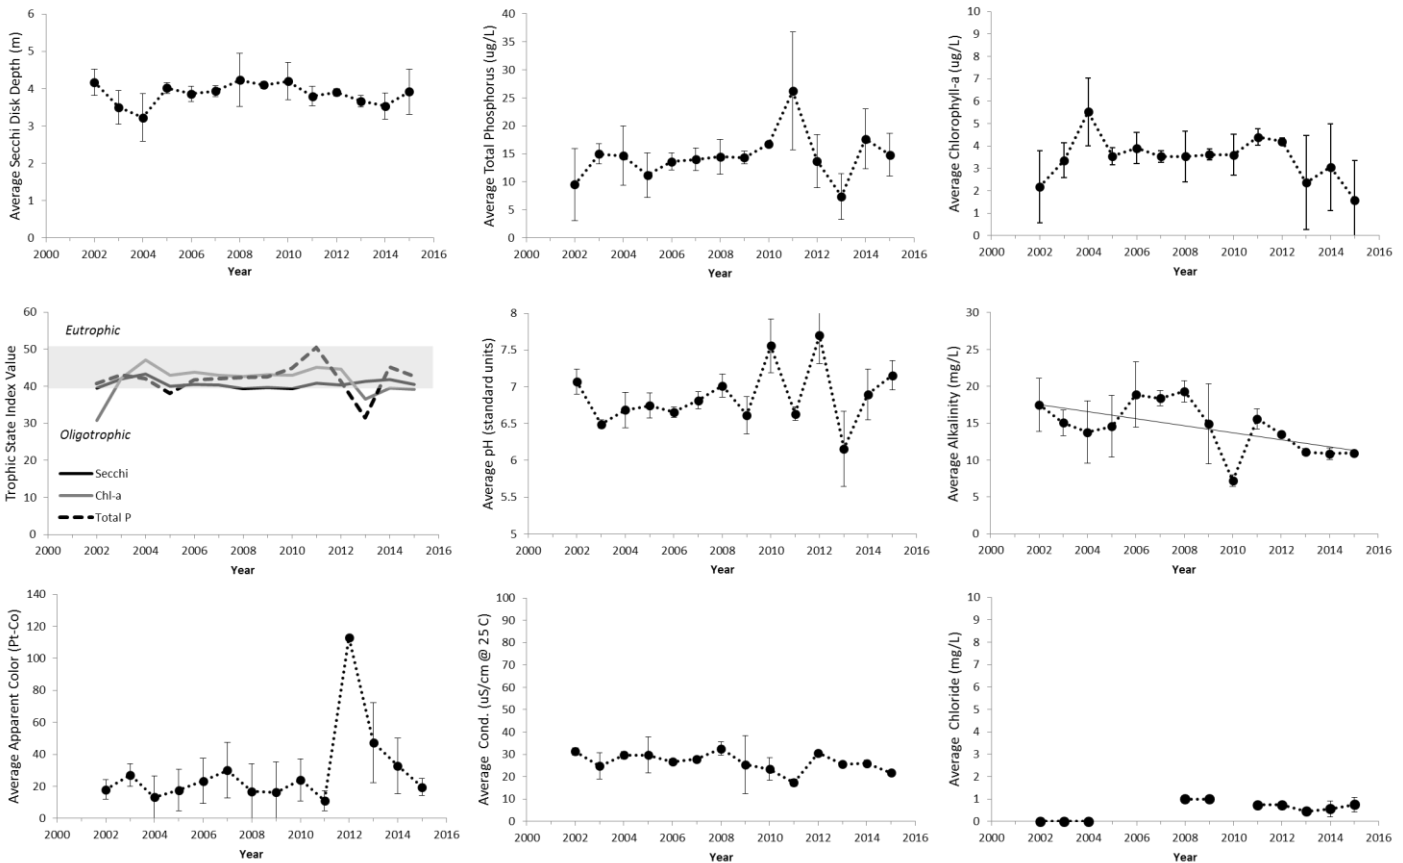 Average Secchi Disk Depth (m)
6
5
4
3
2
1
0
2000 2002 2004 2006 2008 2010 2012 2014 2016
Year
Average Total Phosphorus (ug/L)
40
35
30
25
20
15
10
5
0
2000 2002 2004 2006 2008 2010 2012 2014 2016
Year
Average Chlorophyll-a (ug/L)
10
9
8
7
6
5
4
3
2
1
0
2000 2002 2004 2006 2008 2010 2012 2014 2016
Year
Trophic State Index Value
60
50
40
30
20
10
0
Eutrophic
Oligotrophic
Secchi
Chl-a
Total P
2000 2002 2004 2006 2008 2010 2012 2014 2016
Year
Average pH (standard units)
8
7.5
7
6.5
6
5.5
5
2000 2002 2004 2006 2008 2010 2012 2014 2016
Year
Average Alkalinity (mg/L)
30
25
20
15
10
5
0
2000 2002 2004 2006 2008 2010 2012 2014 2016
Year
Average Apparent Color (Pt-Co)
140
120
100
80
60
40
20
0
2000 2002 2004 2006 2008 2010 2012 2014 2016
Year
Average Cond. (uS/cm @ 25 C)
100
90
80
70
60
50
40
30
20
10
0
2000 2002 2004 2006 2008 2010 2012 2014 2016
Year
Average Chloride (mg/L)
10
9
8
7
6
5
4
3
2
1
0
2000 2002 2004 2006 2008 2010 2012 2014 2016
Year